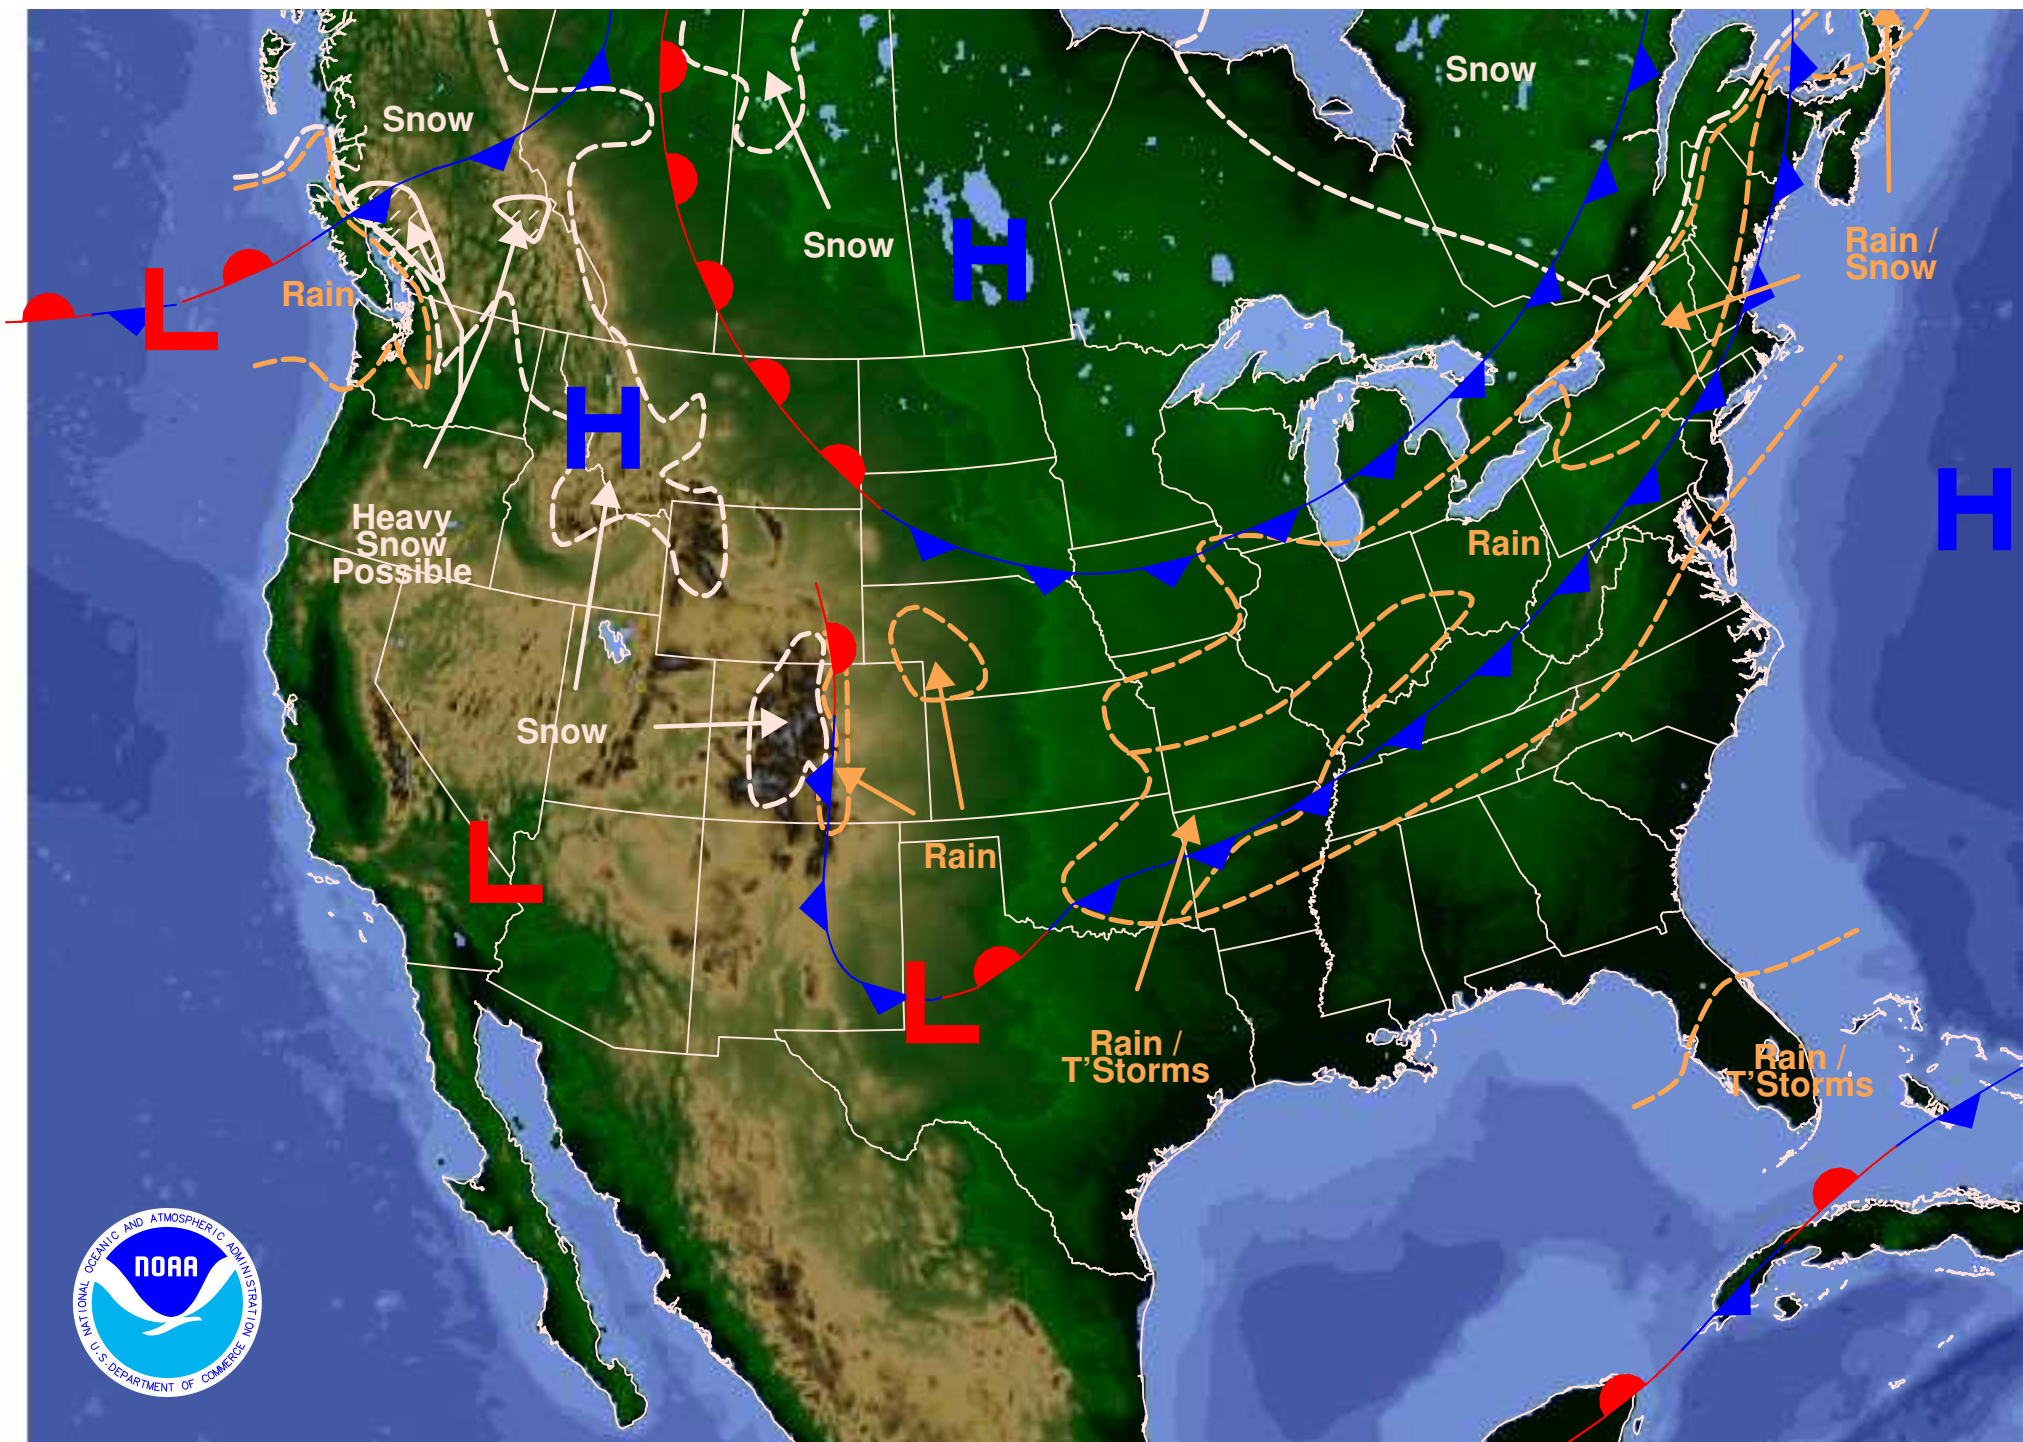 Snow
Snow
Snow
H
Rain /
Snow
L
Rain
H
H
Heavy
Snow
Possible
Rain
Snow
L
Rain
L
Rain /
T'Storms
Rain /
T'Storms
NATIONAL OCEANIC AND ATMOSPHERIC ADMINISTRATION
NOAA
U.S. DEPARTMENT OF COMMERCE